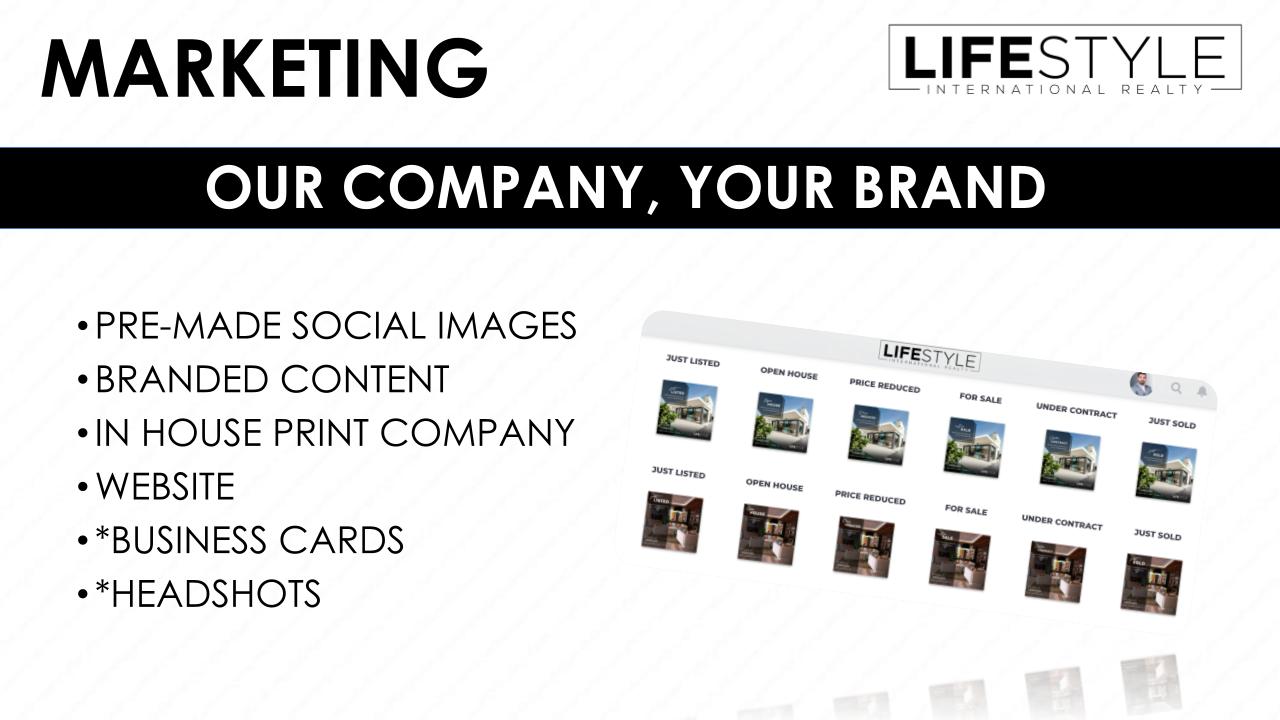 MARKETING
LIFESTYLE
INTERNATIONAL REALTY
OUR COMPANY, YOUR BRAND
• PRE-MADE SOCIAL IMAGES
• BRANDED CONTENT
• IN HOUSE PRINT COMPANY
• WEBSITE
• *BUSINESS CARDS
• *HEADSHOTS
LIFESTYLE
INTERNATIONAL REALTY
JUST LISTED
OPEN HOUSE
PRICE REDUCED
FOR SALE
UNDER CONTRACT
JUST SOLD
JUST LISTED
OPEN HOUSE
PRICE REDUCED
FOR SALE
UNDER CONTRACT
JUST SOLD